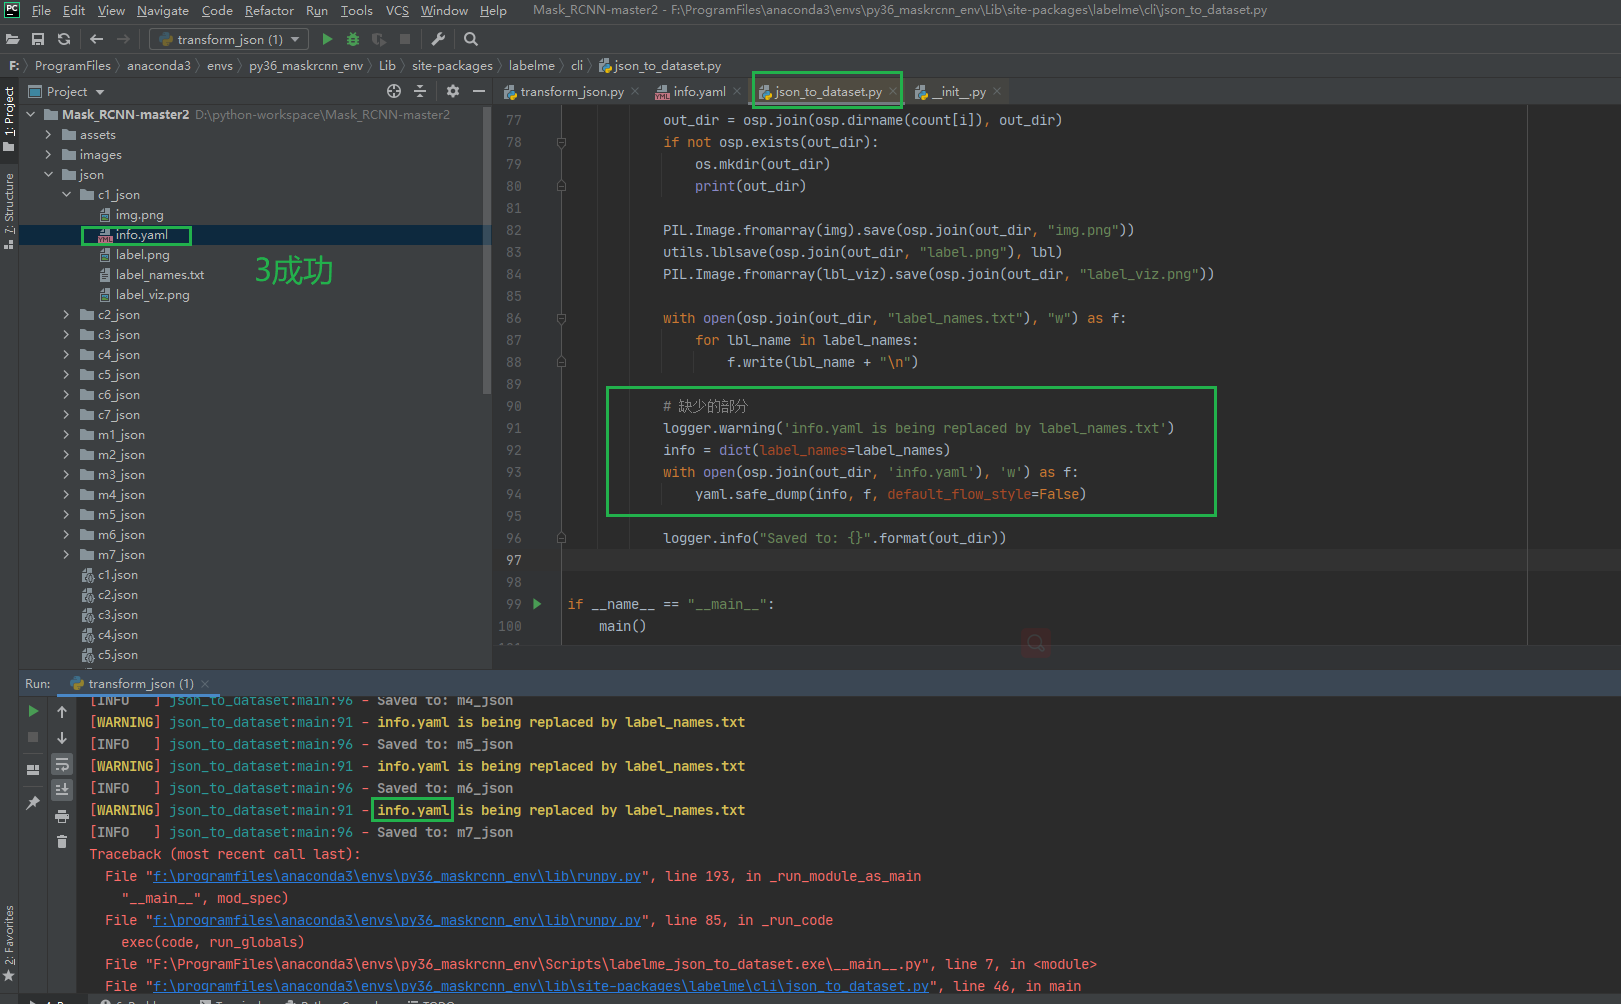 File Edit View Navigate Code Refactor Run Tools VCS Window Help Mask_RCNN-master2 - F:\ProgramFiles\anaconda3\envs\py36_maskrcnn_env\Lib\site-packages\labelme\cli\json_to_dataset.py
transform_json (1)
F: ProgramFiles anaconda3 envs py36_maskrcnn_env Lib site-packages labelme cli json_to_dataset.py
1: Project
7: Structure
2: Favorites
Project
Mask_RCNN-master2 D:\python-workspace\Mask_RCNN-master2
assets
images
json
c1_json
img.png
info.yaml
label.png
label_names.txt
label_viz.png
3成功
c2_json
c3_json
c4_json
c5_json
c6_json
c7_json
m1_json
m2_json
m3_json
m4_json
m5_json
m6_json
m7_json
c1.json
c2.json
c3.json
c4.json
c5.json
transform_json.py info.yaml json_to_dataset.py __init__.py
77 out_dir = osp.join(osp.dirname(count[i]), out_dir)
78 if not osp.exists(out_dir):
79 os.mkdir(out_dir)
80 print(out_dir)
81
82 PIL.Image.fromarray(img).save(osp.join(out_dir, "img.png"))
83 utils.lblsave(osp.join(out_dir, "label.png"), lbl)
84 PIL.Image.fromarray(lbl_viz).save(osp.join(out_dir, "label_viz.png"))
85
86 with open(osp.join(out_dir, "label_names.txt"), "w") as f:
87 for lbl_name in label_names:
88 f.write(lbl_name + "\n")
89
90 # 缺少的部分
91 logger.warning('info.yaml is being replaced by label_names.txt')
92 info = dict(label_names=label_names)
93 with open(osp.join(out_dir, 'info.yaml'), 'w') as f:
94 yaml.safe_dump(info, f, default_flow_style=False)
95
96 logger.info("Saved to: {}".format(out_dir))
97
98
99 if __name__ == "__main__":
100 main()
Run: transform_json (1)
[INFO   ] json_to_dataset:main:96 - Saved to: m4_json
[WARNING] json_to_dataset:main:91 - info.yaml is being replaced by label_names.txt
[INFO   ] json_to_dataset:main:96 - Saved to: m5_json
[WARNING] json_to_dataset:main:91 - info.yaml is being replaced by label_names.txt
[INFO   ] json_to_dataset:main:96 - Saved to: m6_json
[WARNING] json_to_dataset:main:91 - info.yaml is being replaced by label_names.txt
[INFO   ] json_to_dataset:main:96 - Saved to: m7_json
Traceback (most recent call last):
File "f:\programfiles\anaconda3\envs\py36_maskrcnn_env\lib\runpy.py", line 193, in _run_module_as_main
"__main__", mod_spec)
File "f:\programfiles\anaconda3\envs\py36_maskrcnn_env\lib\runpy.py", line 85, in _run_code
exec(code, run_globals)
File "F:\ProgramFiles\anaconda3\envs\py36_maskrcnn_env\Scripts\labelme_json_to_dataset.exe\__main__.py", line 7, in <module>
File "f:\programfiles\anaconda3\envs\py36_maskrcnn_env\lib\site-packages\labelme\cli\json_to_dataset.py", line 46, in main